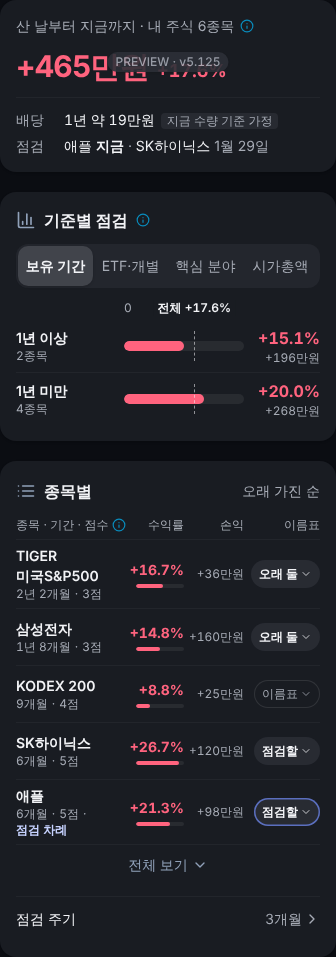 산 날부터 지금까지 · 내 주식 6종목
+465만원 +17.6%
PREVIEW · v5.125
배당 1년 약 19만원 지금 수량 기준 가정
점검 애플 지금 · SK하이닉스 1월 29일
기준별 점검
보유 기간 ETF·개별 핵심 분야 시가총액
0 전체 +17.6%
1년 이상 +15.1%
2종목 +196만원
1년 미만 +20.0%
4종목 +268만원
종목별 오래 가진 순
종목 · 기간 · 점수 수익률 손익 이름표
TIGER
미국S&P500 +16.7% +36만원 오래 둘
2년 2개월 · 3점
삼성전자 +14.8% +160만원 오래 둘
1년 8개월 · 3점
KODEX 200 +8.8% +25만원 이름표
9개월 · 4점
SK하이닉스 +26.7% +120만원 점검할
6개월 · 5점
애플 +21.3% +98만원 점검할
6개월 · 5점 ·
점검 차례
전체 보기
점검 주기 3개월